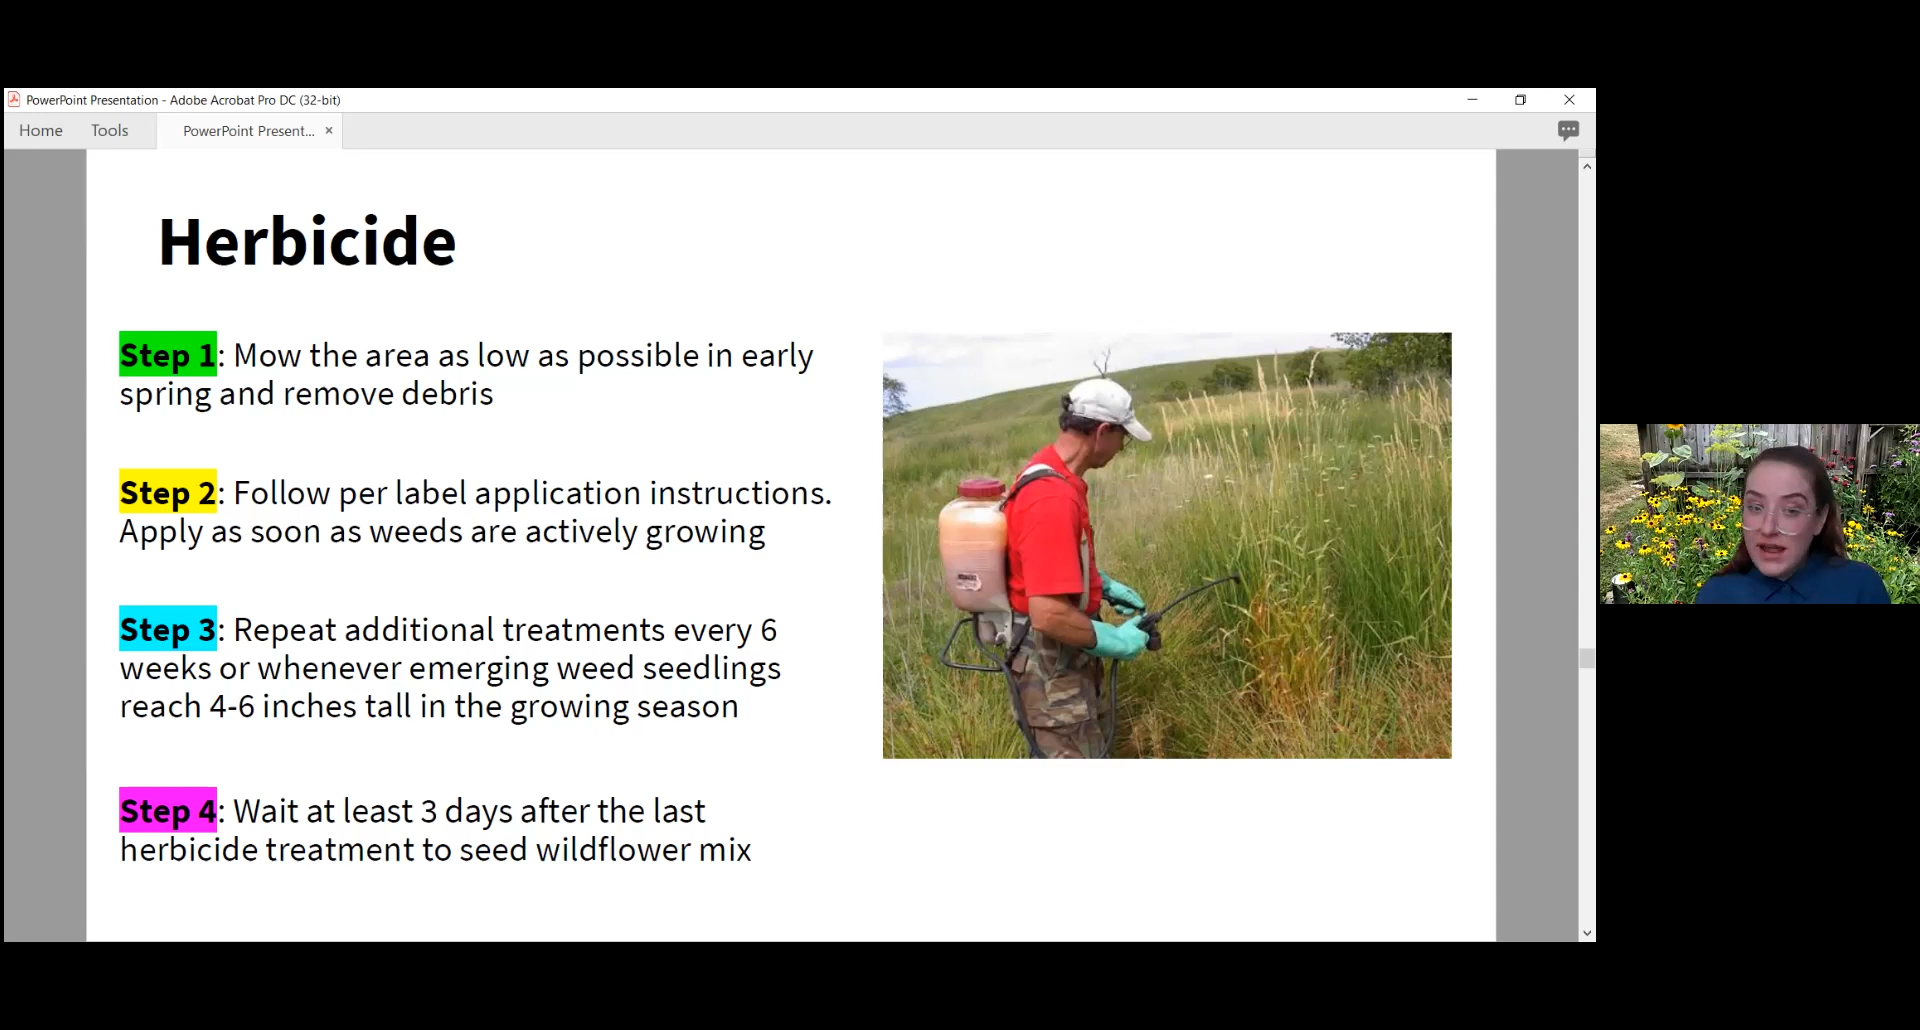 PowerPoint Presentation - Adobe Acrobat Pro DC (32-bit)
Home Tools PowerPoint Present... ×
Herbicide
Step 1: Mow the area as low as possible in early
spring and remove debris
Step 2: Follow per label application instructions.
Apply as soon as weeds are actively growing
Step 3: Repeat additional treatments every 6
weeks or whenever emerging weed seedlings
reach 4-6 inches tall in the growing season
Step 4: Wait at least 3 days after the last
herbicide treatment to seed wildflower mix